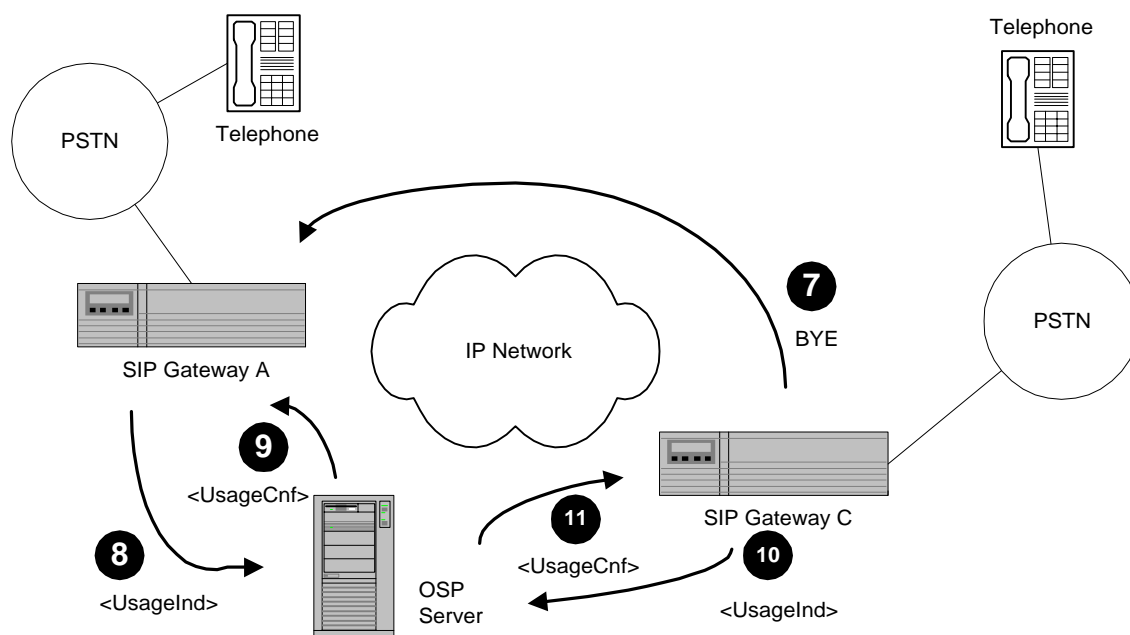 Telephone
Telephone
PSTN
7
BYE
PSTN
IP Network
SIP Gateway A
9
<UsageCnf>
SIP Gateway C
11
<UsageCnf>
10
<UsageInd>
8
<UsageInd>
OSP
Server